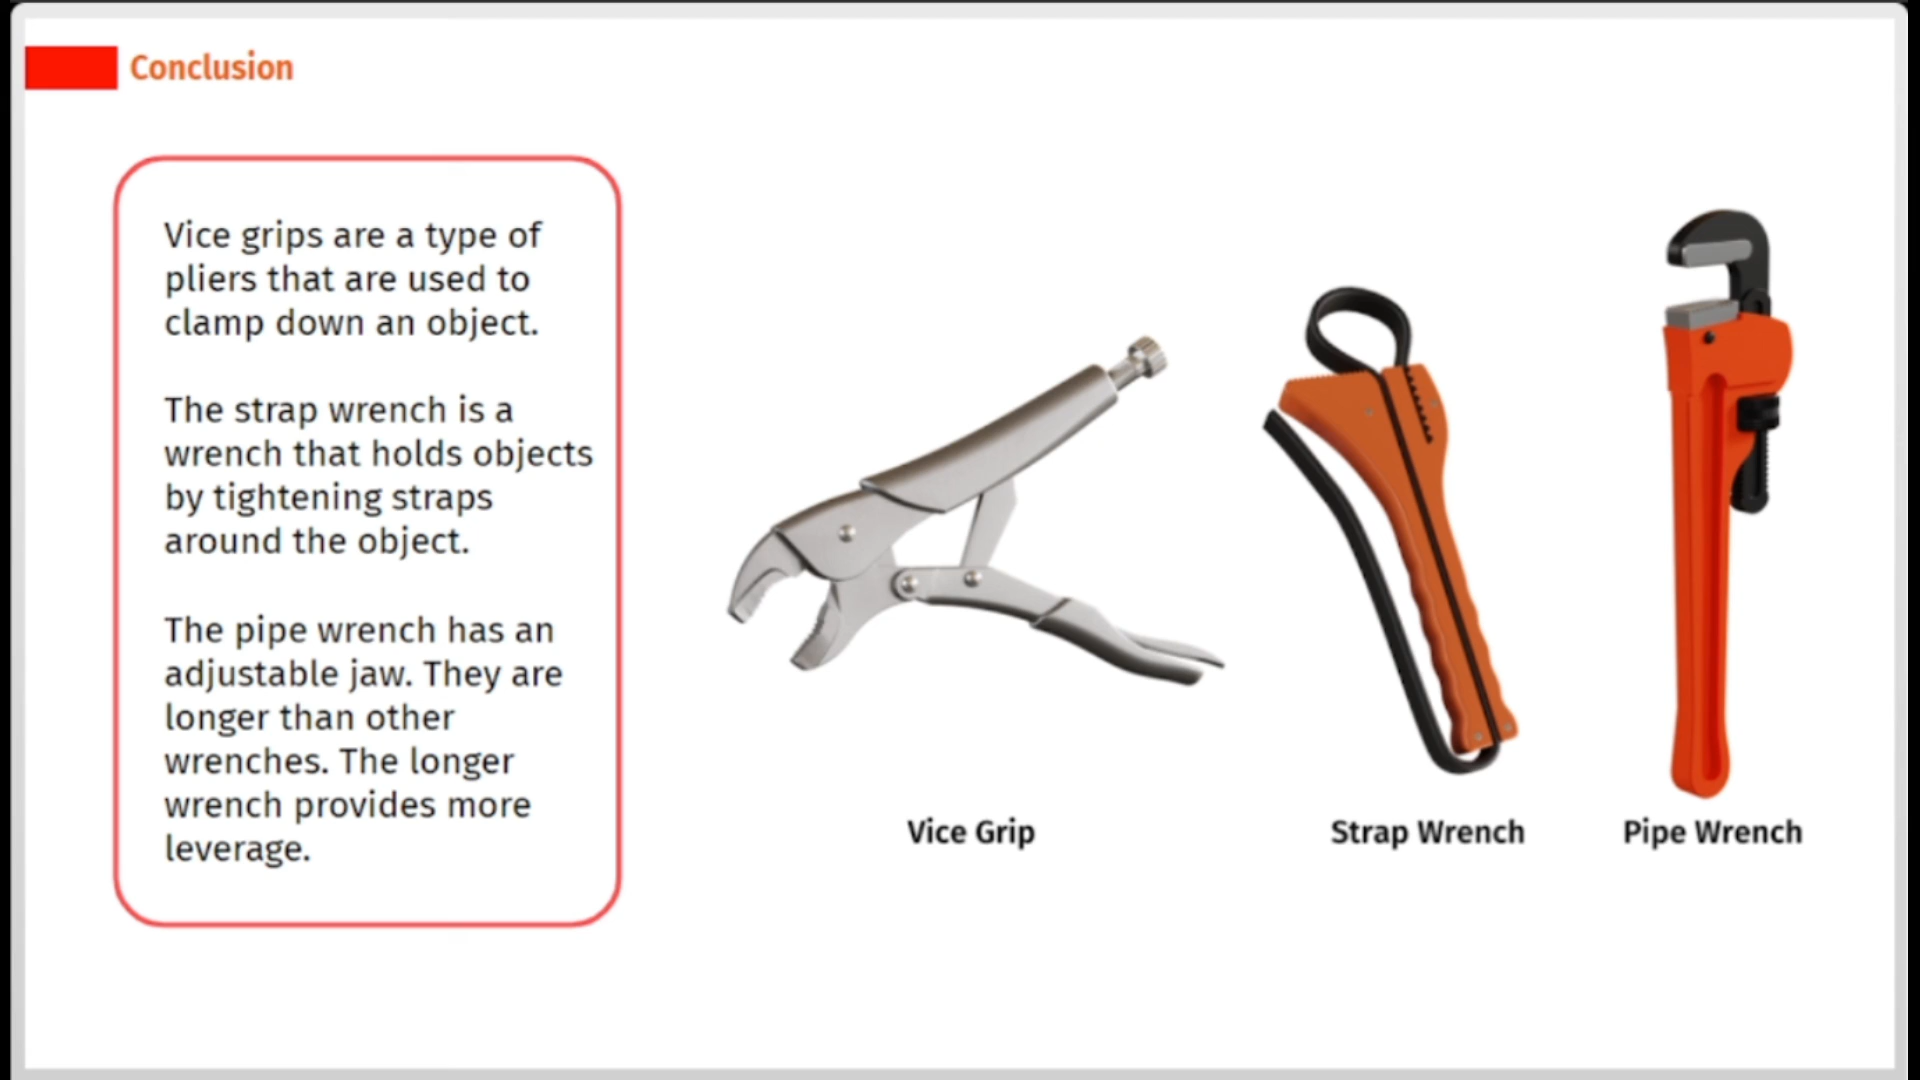 Conclusion
Vice grips are a type of
pliers that are used to
clamp down an object.
The strap wrench is a
wrench that holds objects
by tightening straps
around the object.
The pipe wrench has an
adjustable jaw. They are
longer than other
wrenches. The longer
wrench provides more
leverage.
Vice Grip
Strap Wrench
Pipe Wrench